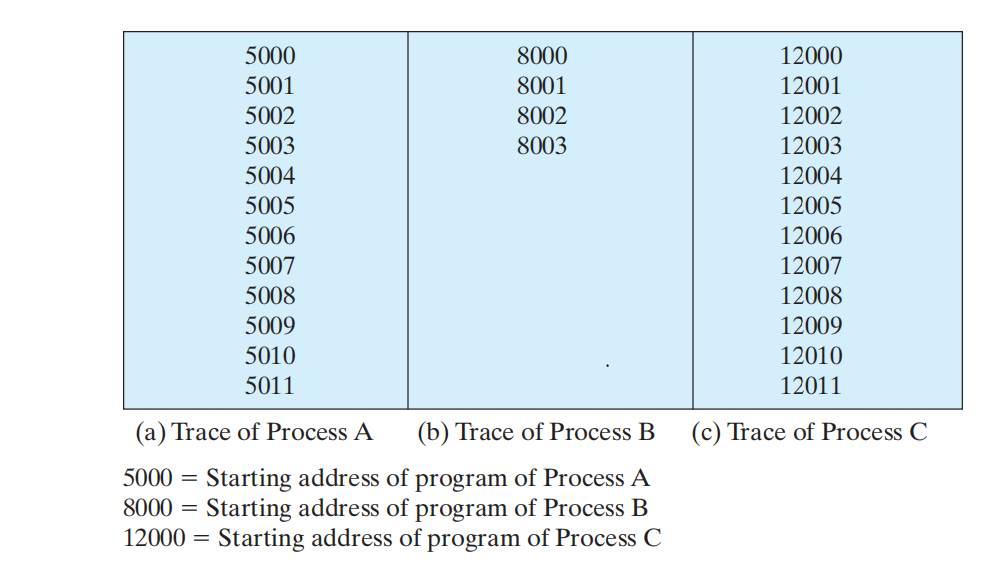 5000 8000 12000
5001 8001 12001
5002 8002 12002
5003 8003 12003
5004 12004
5005 12005
5006 12006
5007 12007
5008 12008
5009 12009
5010 12010
5011 12011
(a) Trace of Process A (b) Trace of Process B (c) Trace of Process C
5000 = Starting address of program of Process A
8000 = Starting address of program of Process B
12000 = Starting address of program of Process C